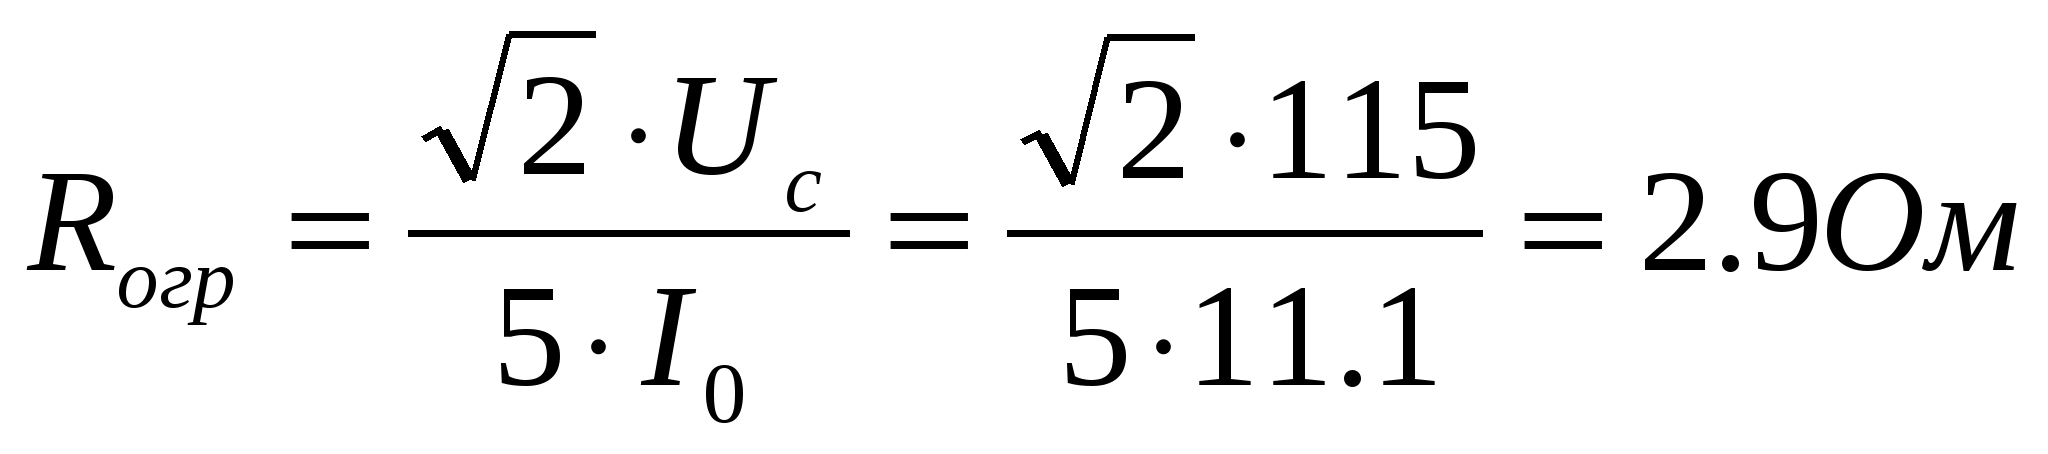 R_огр = (√2 · U_c) / (5 · I_0) = (√2 · 115) / (5 · 11.1) = 2.9Ом